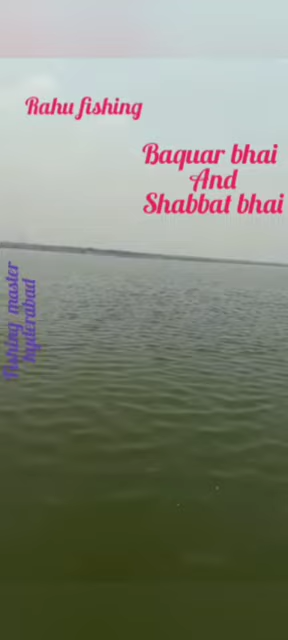 Rahu fishing
Baquar bhai
And
Shabbat bhai
Fishing master
hyderabad